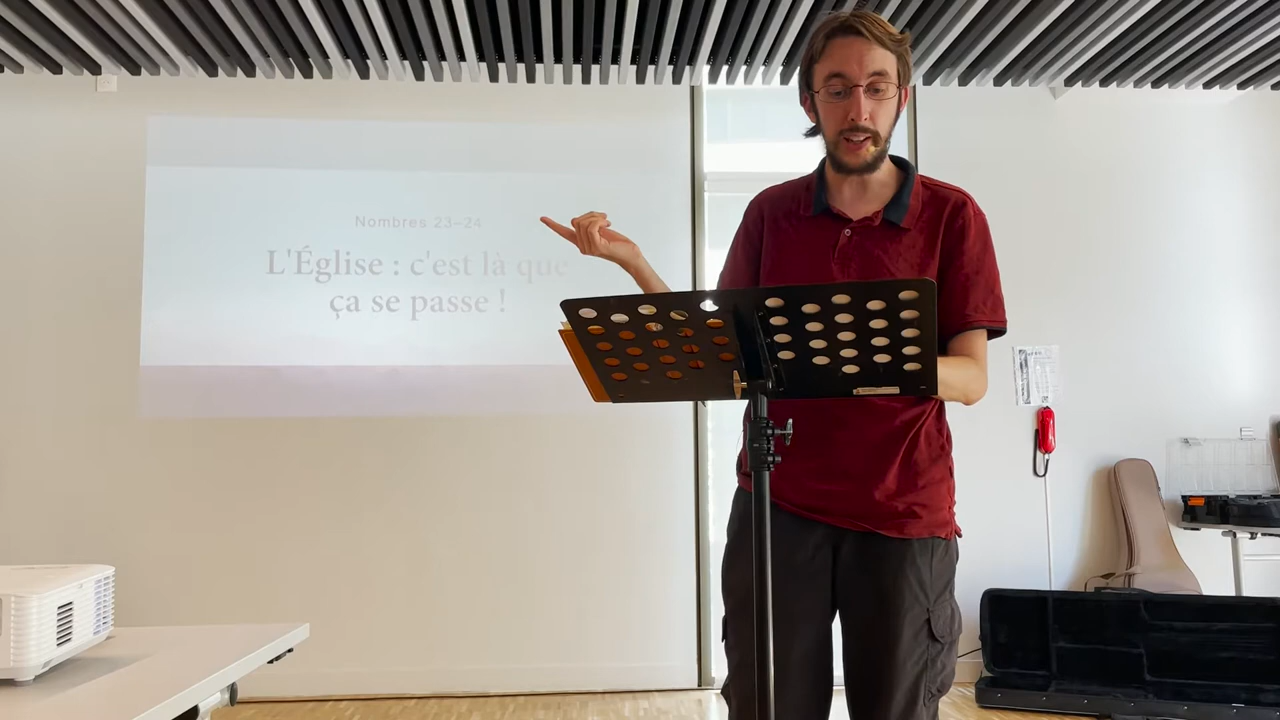 Nombres 23–24
L'Église : c'est là que
ça se passe !